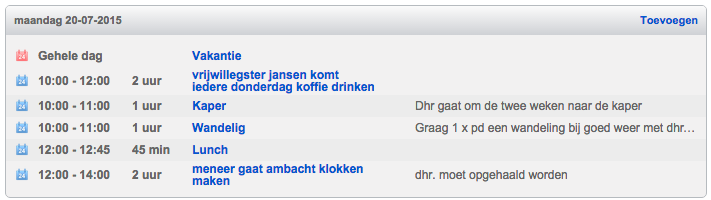 maandag 20-07-2015 Toevoegen
Gehele dag Vakantie
10:00 - 12:00 2 uur vrijwillegster jansen komt
iedere donderdag koffie drinken
10:00 - 11:00 1 uur Kaper Dhr gaat om de twee weken naar de kaper
10:00 - 11:00 1 uur Wandelig Graag 1 x pd een wandeling bij goed weer met dhr...
12:00 - 12:45 45 min Lunch
12:00 - 14:00 2 uur meneer gaat ambacht klokken
maken dhr. moet opgehaald worden